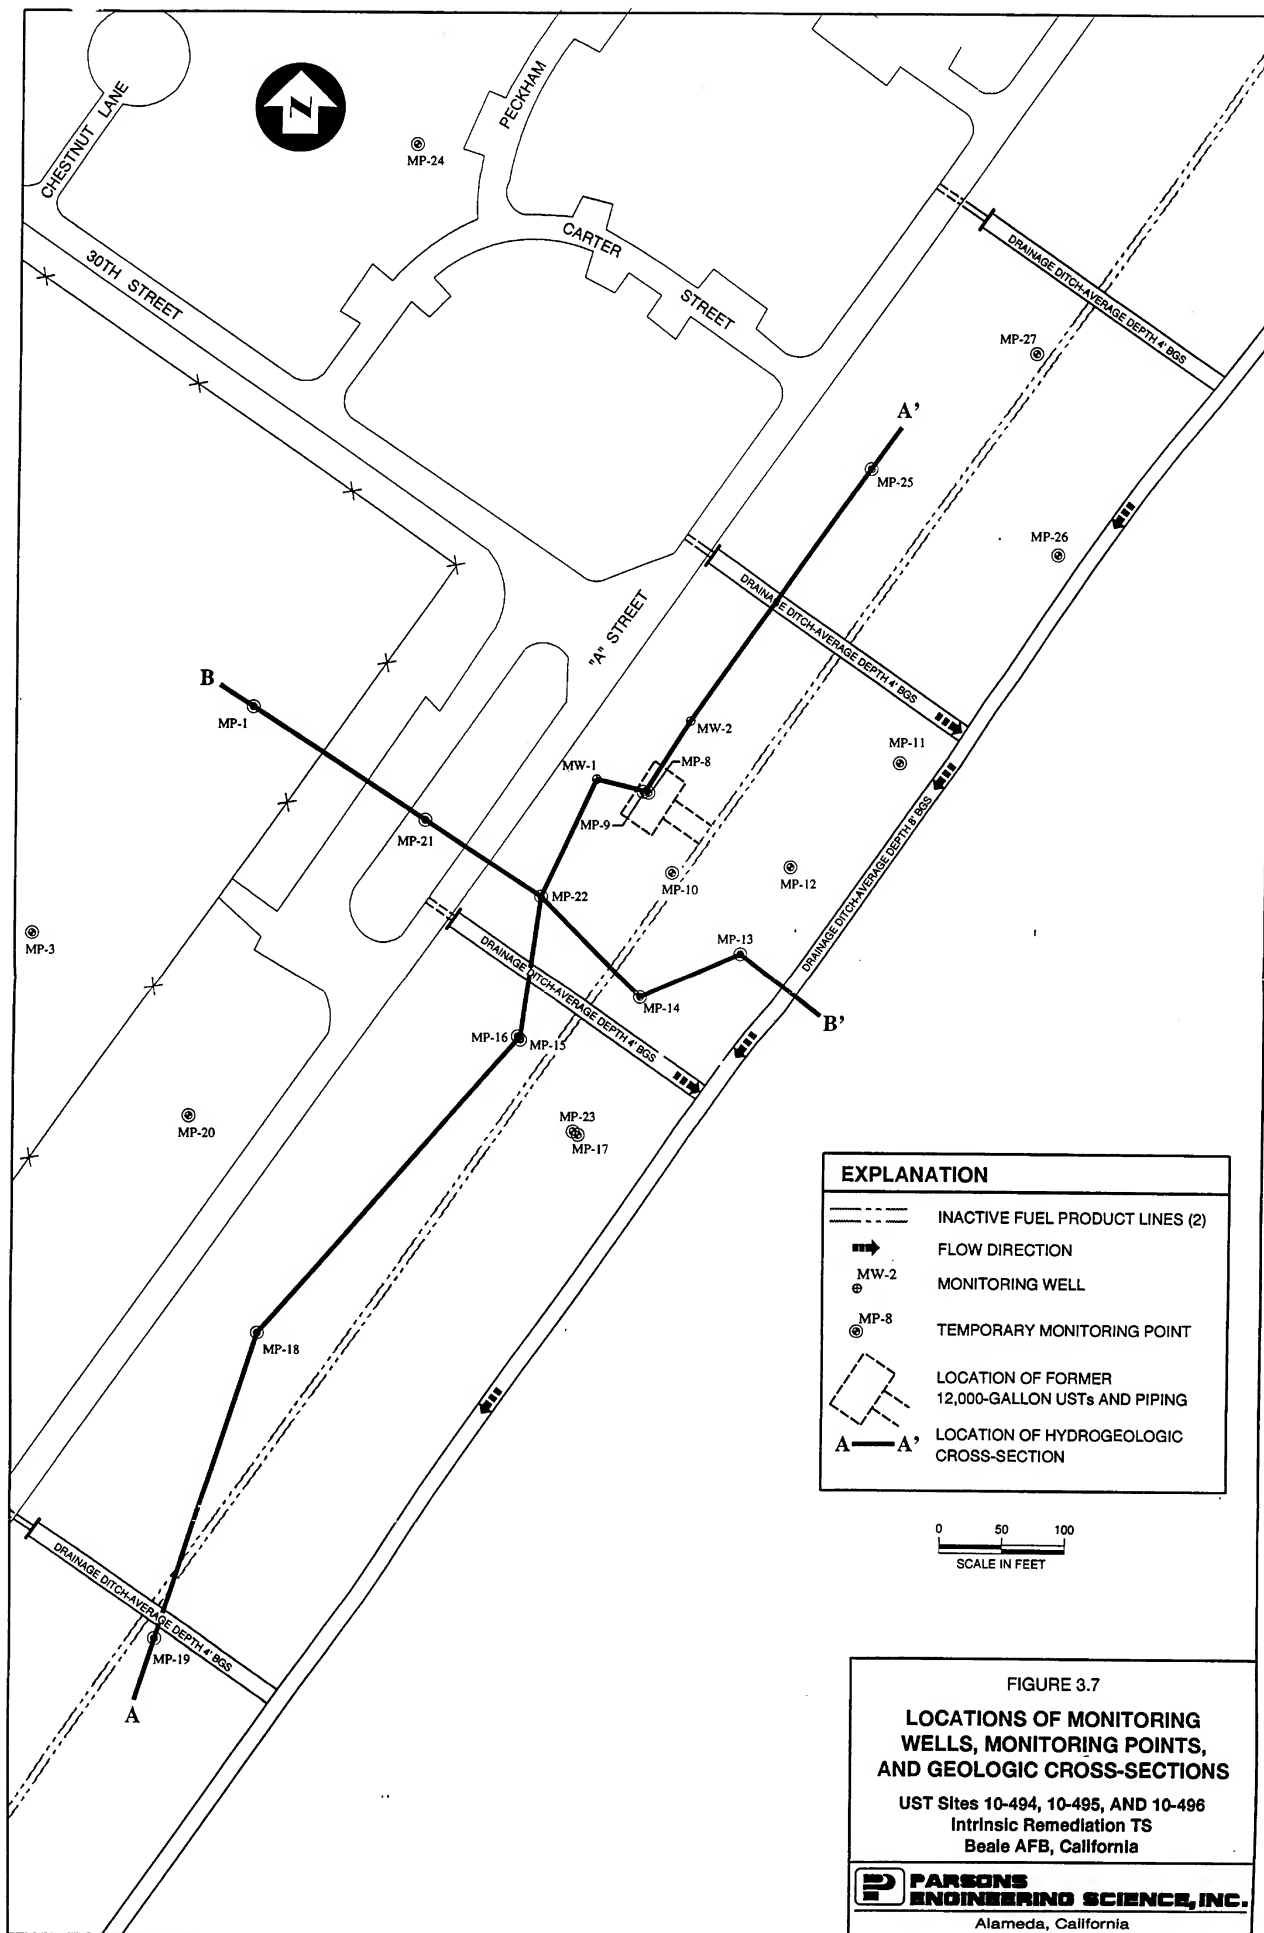 CHESTNUT LANE
N
PECKHAM
MP-24
CARTER
STREET
30TH STREET
DRAINAGE DITCH-AVERAGE DEPTH 4' BGS
MP-27
A'
MP-25
MP-26
"A" STREET
DRAINAGE DITCH-AVERAGE DEPTH 4' BGS
B
MP-1
MW-2
MP-11
MW-1
MP-8
MP-9
MP-21
MP-10
MP-12
MP-22
DRAINAGE DITCH-AVERAGE DEPTH 8' BGS
MP-3
MP-13
DRAINAGE DITCH-AVERAGE DEPTH 4' BGS
MP-14
B'
MP-16
MP-15
MP-23
MP-17
MP-20
MP-18
DRAINAGE DITCH-AVERAGE DEPTH 4' BGS
MP-19
A
EXPLANATION
INACTIVE FUEL PRODUCT LINES (2)
FLOW DIRECTION
MW-2
MONITORING WELL
MP-8
TEMPORARY MONITORING POINT
LOCATION OF FORMER
12,000-GALLON USTs AND PIPING
A A'
LOCATION OF HYDROGEOLOGIC
CROSS-SECTION
0 50 100
SCALE IN FEET
FIGURE 3.7
LOCATIONS OF MONITORING
WELLS, MONITORING POINTS,
AND GEOLOGIC CROSS-SECTIONS
UST Sites 10-494, 10-495, AND 10-496
Intrinsic Remediation TS
Beale AFB, California
PARSONS
ENGINEERING SCIENCE, INC.
Alameda, California